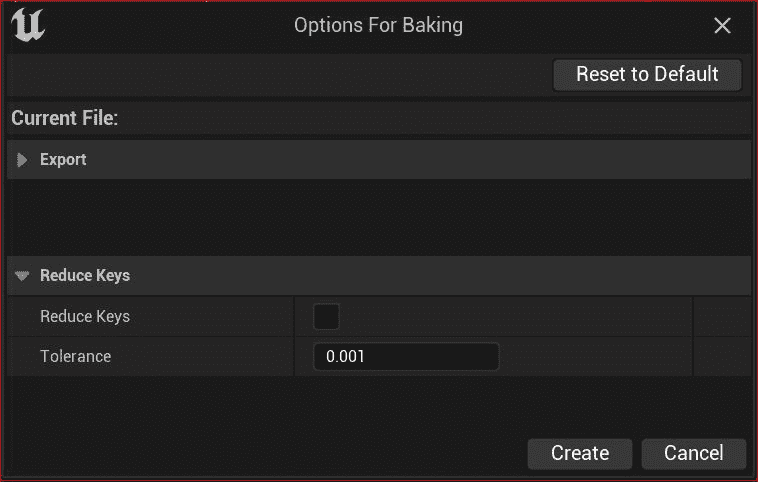 Options For Baking
Reset to Default
Current File:
Export
Reduce Keys
Reduce Keys
Tolerance 0.001
Create Cancel